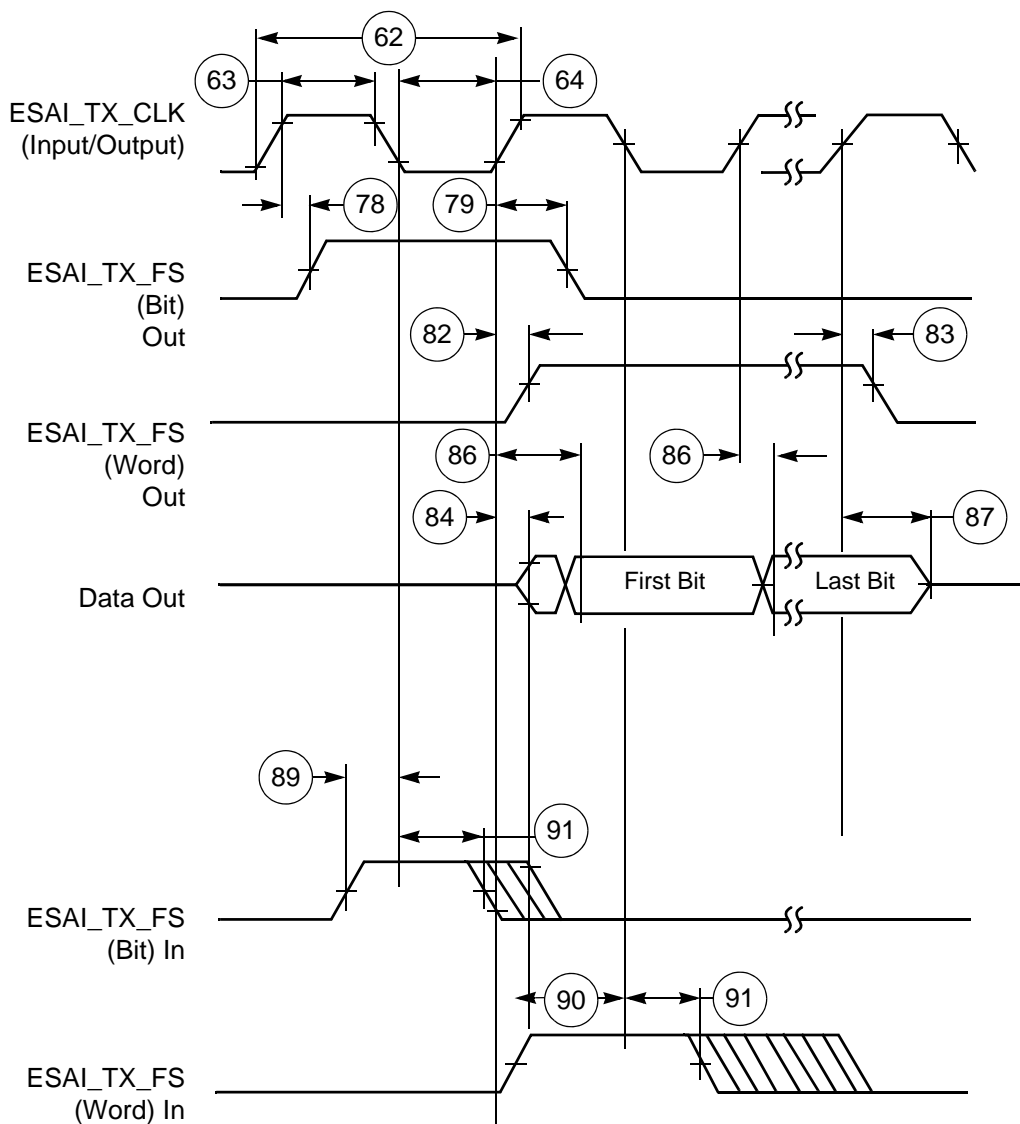 62
63
64
ESAI_TX_CLK
(Input/Output)
78
79
ESAI_TX_FS
(Bit)
Out
82
83
ESAI_TX_FS
(Word)
Out
86
86
84
87
First Bit
Last Bit
Data Out
89
91
ESAI_TX_FS
(Bit) In
90
91
ESAI_TX_FS
(Word) In